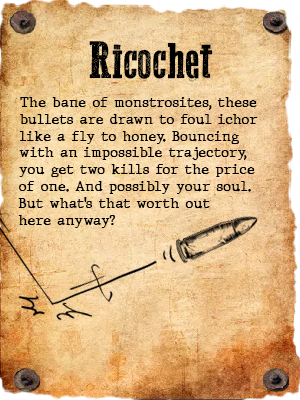 Ricochet
The bane of monstrosites, these
bullets are drawn to foul ichor
like a fly to honey. Bouncing
with an impossible trajectory,
you get two kills for the price
of one. And possibly your soul.
But what's that worth out
here anyway?